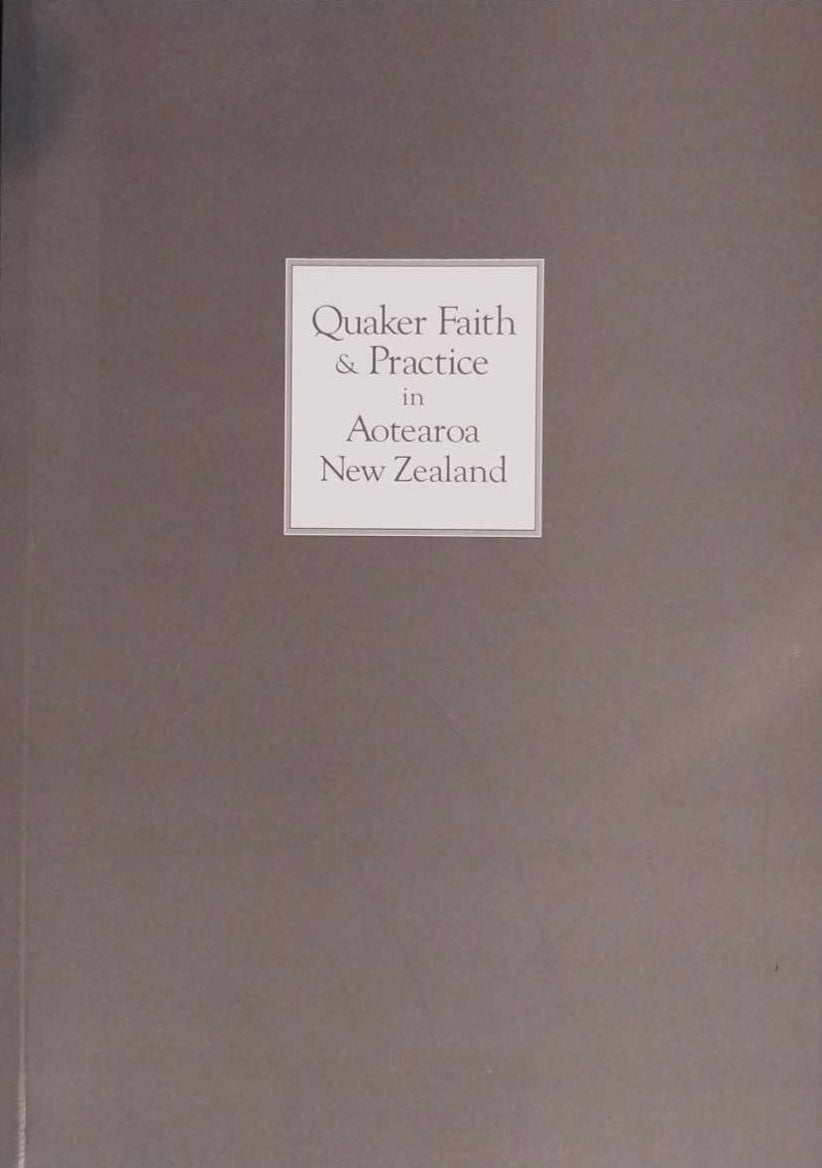 Quaker Faith
& Practice
in
Aotearoa
New Zealand